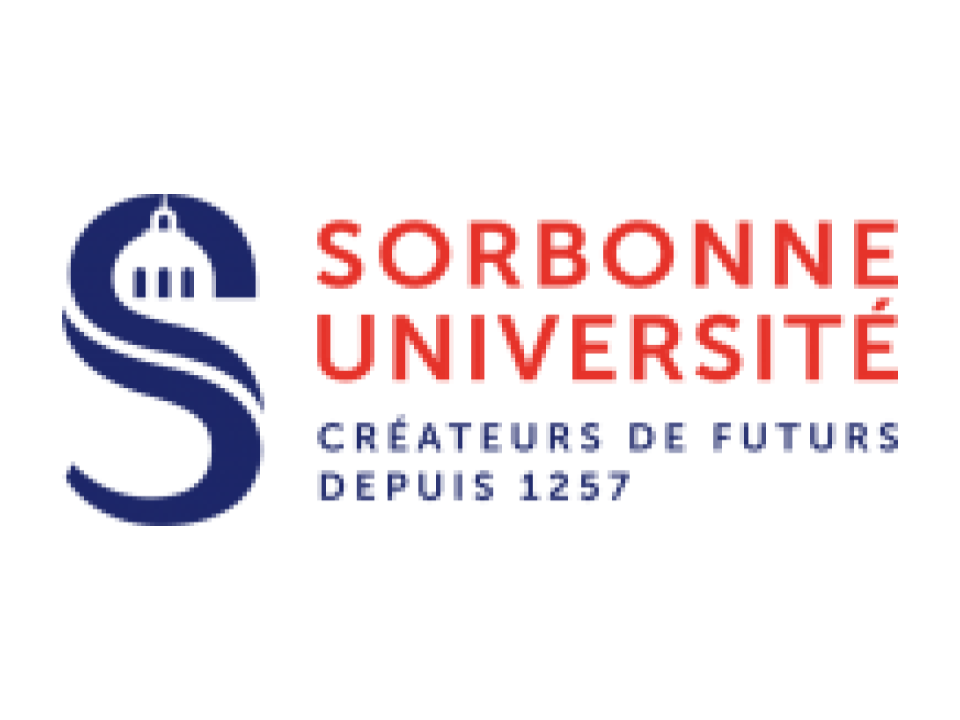 SORBONNE
UNIVERSITÉ
CRÉATEURS DE FUTURS
DEPUIS 1257